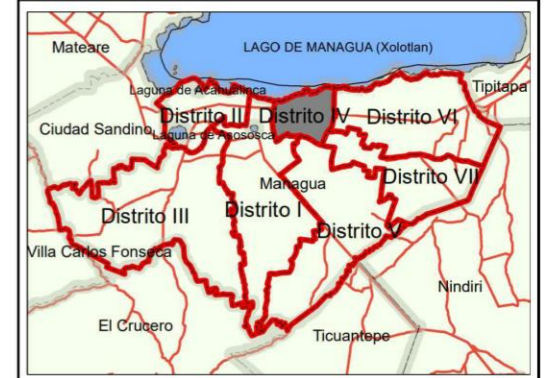 Mateare
LAGO DE MANAGUA (Xolotlan)
Laguna de Acahualinca
Tipitapa
Distrito II
Distrito IV
Distrito VI
Ciudad Sandino
Laguna de Asososca
Managua
Distrito VII
Distrito III
Distrito I
Distrito V
Villa Carlos Fonseca
Nindiri
El Crucero
Ticuantepe